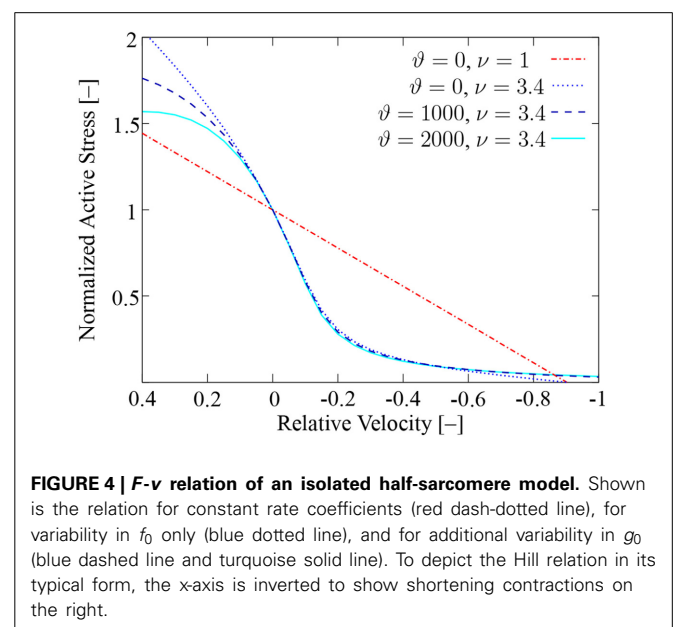 2
1.5
1
0.5
Normalized Active Stress [–]
ϑ = 0, ν = 1
ϑ = 0, ν = 3.4
ϑ = 1000, ν = 3.4
ϑ = 2000, ν = 3.4
0.4 0.2 0 -0.2 -0.4 -0.6 -0.8 -1
Relative Velocity [–]
FIGURE 4 | F-v relation of an isolated half-sarcomere model. Shown
is the relation for constant rate coefficients (red dash-dotted line), for
variability in f0 only (blue dotted line), and for additional variability in g0
(blue dashed line and turquoise solid line). To depict the Hill relation in its
typical form, the x-axis is inverted to show shortening contractions on
the right.